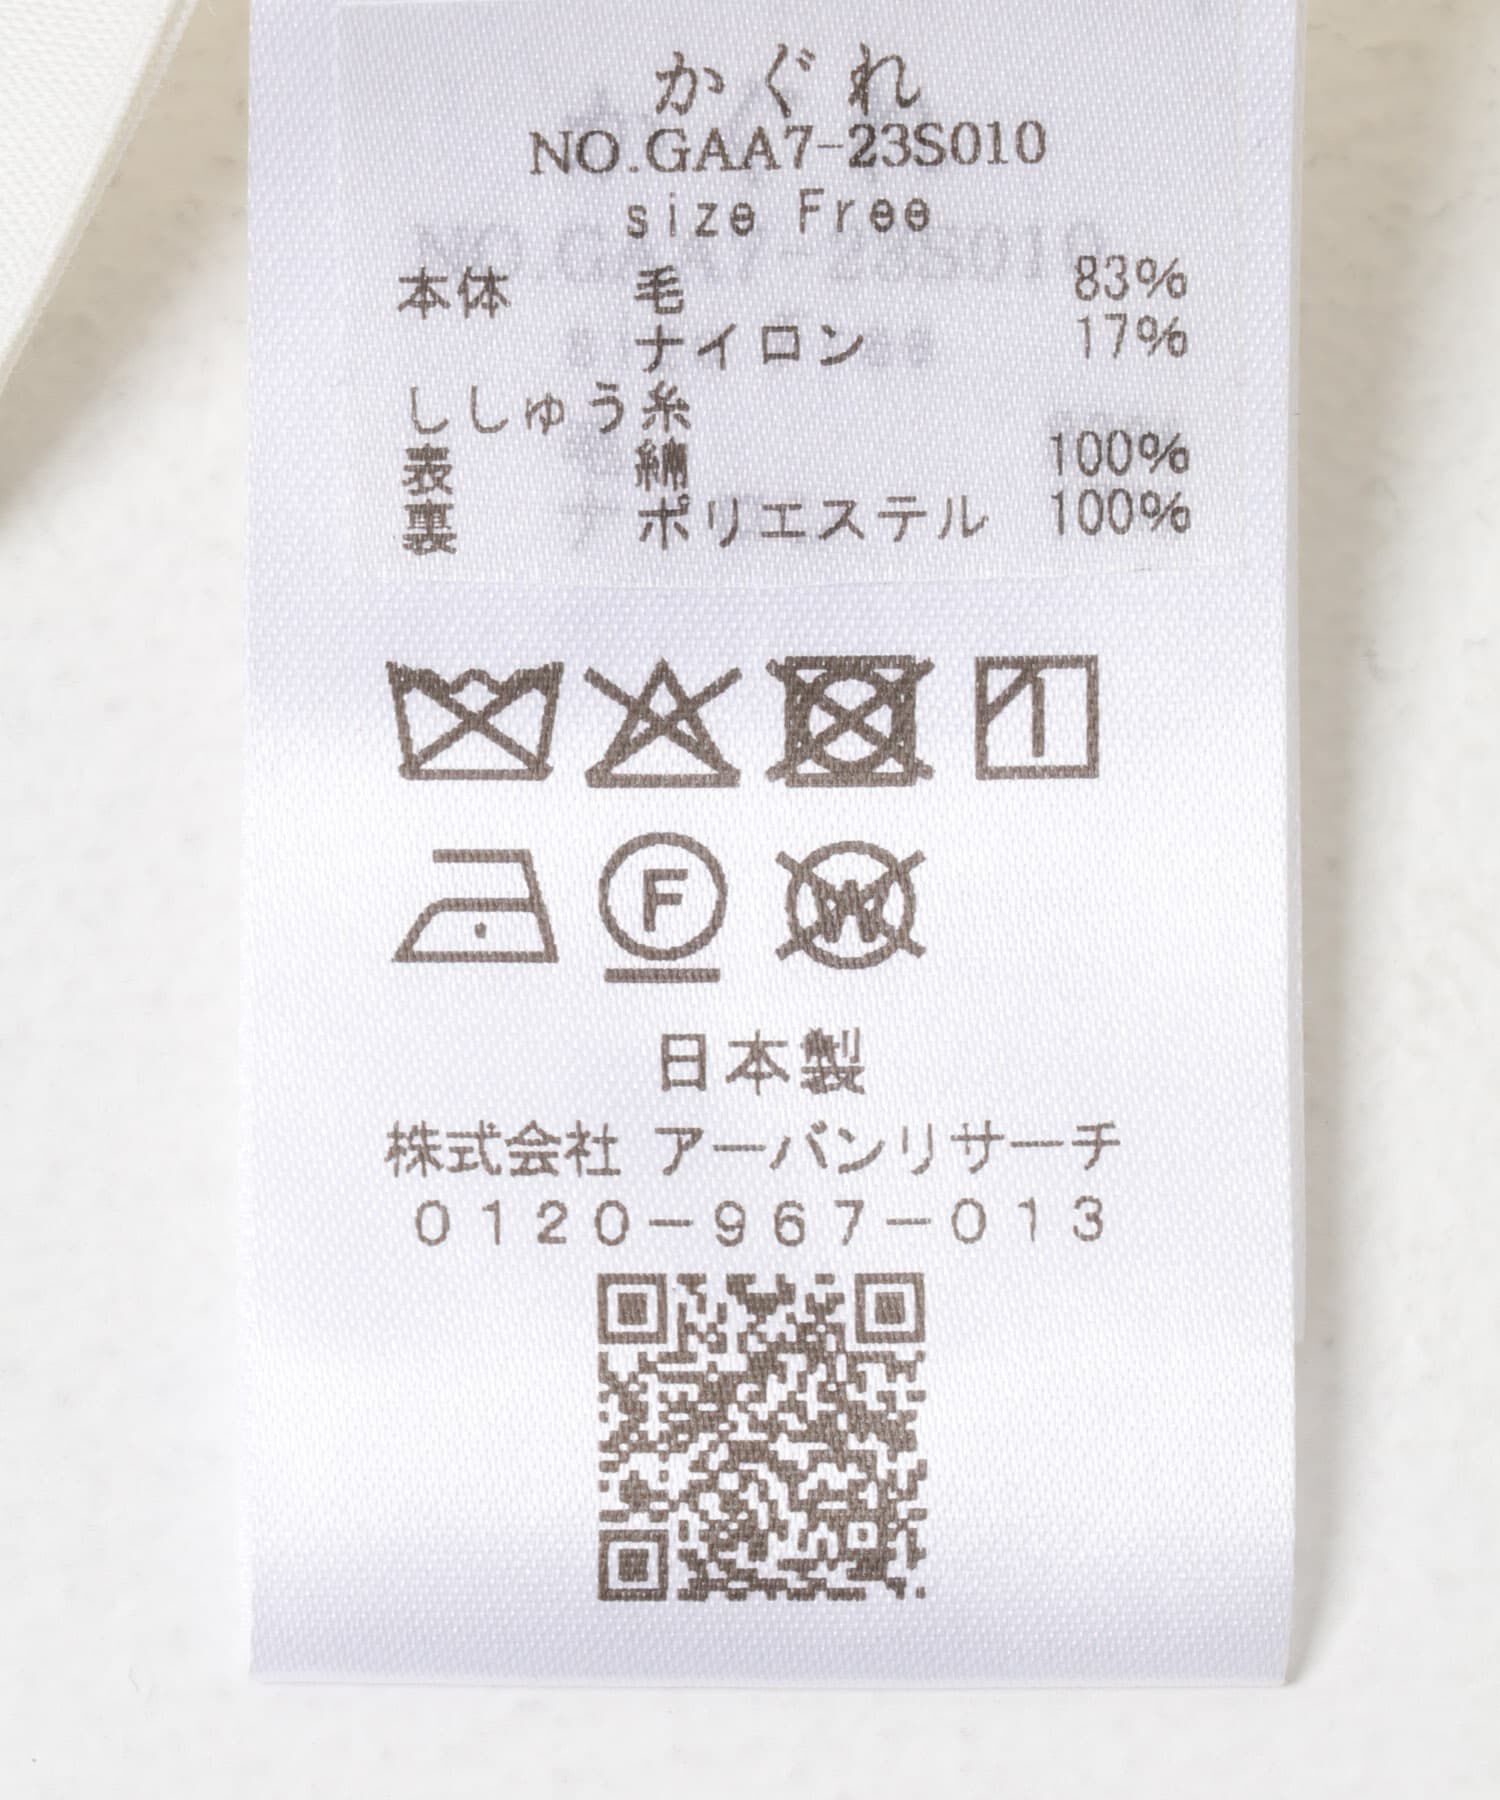 かぐれ
NO.GAA7-23S010
size Free
本体 毛 83%
ナイロン 17%
ししゅう糸
表 綿 100%
裏 ポリエステル 100%
F
W
日本製
株式会社 アーバンリサーチ
0120-967-013